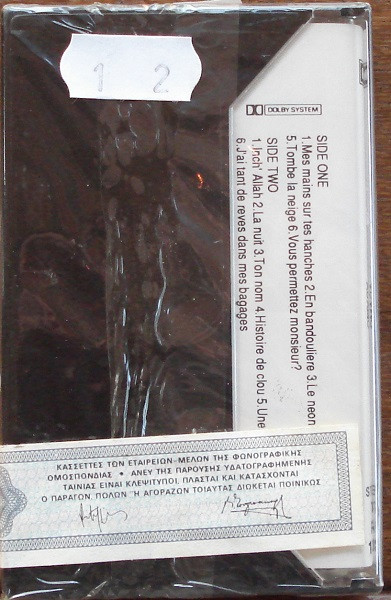 1 2
DOLBY SYSTEM
SIDE ONE
1.Mes mains sur tes hanches 2.En bandouliere 3.Le neon
5.Tombe la neige 6.Vous permettez monsieur?
SIDE TWO
1.Inch' Allah 2.La nuit 3.Ton nom 4.Histoire de clou 5.Une
6.J'ai tant de reves dans mes bagages
ΚΑΣΣΕΤΤΕΣ ΤΩΝ ΕΤΑΙΡΕΙΩΝ–ΜΕΛΩΝ ΤΗΣ ΦΩΝΟΓΡΑΦΙΚΗΣ
ΟΜΟΣΠΟΝΔΙΑΣ • ΑΝΕΥ ΤΗΣ ΠΑΡΟΥΣΗΣ ΥΔΑΤΟΓΡΑΦΗΜΕΝΗΣ
ΤΑΙΝΙΑΣ ΕΙΝΑΙ ΚΛΕΨΙΤΥΠΟΙ, ΠΛΑΣΤΑΙ ΚΑΙ ΚΑΤΑΣΧΟΝΤΑΙ
Ο ΠΑΡΑΓΩΝ, ΠΩΛΩΝ "Η ΑΓΟΡΑΖΩΝ ΤΟΙΑΥΤΑΣ ΔΙΩΚΕΤΑΙ ΠΟΙΝΙΚΩΣ